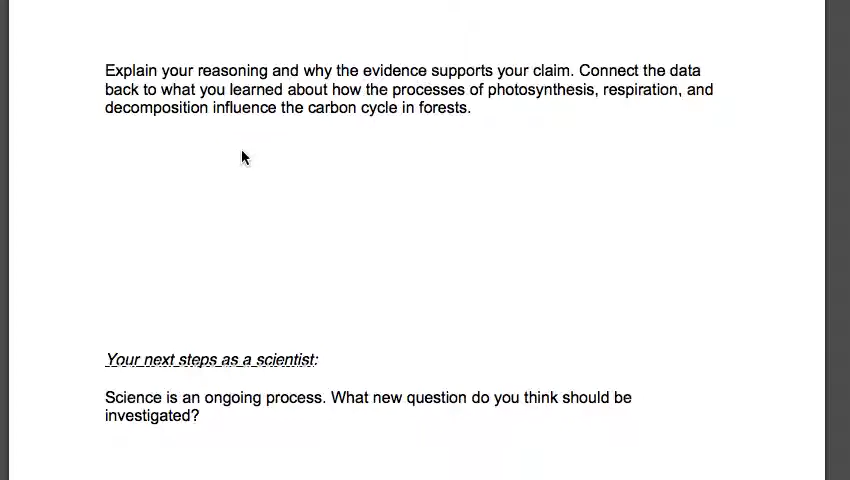 Explain your reasoning and why the evidence supports your claim. Connect the data
back to what you learned about how the processes of photosynthesis, respiration, and
decomposition influence the carbon cycle in forests.
Your next steps as a scientist:
Science is an ongoing process. What new question do you think should be
investigated?